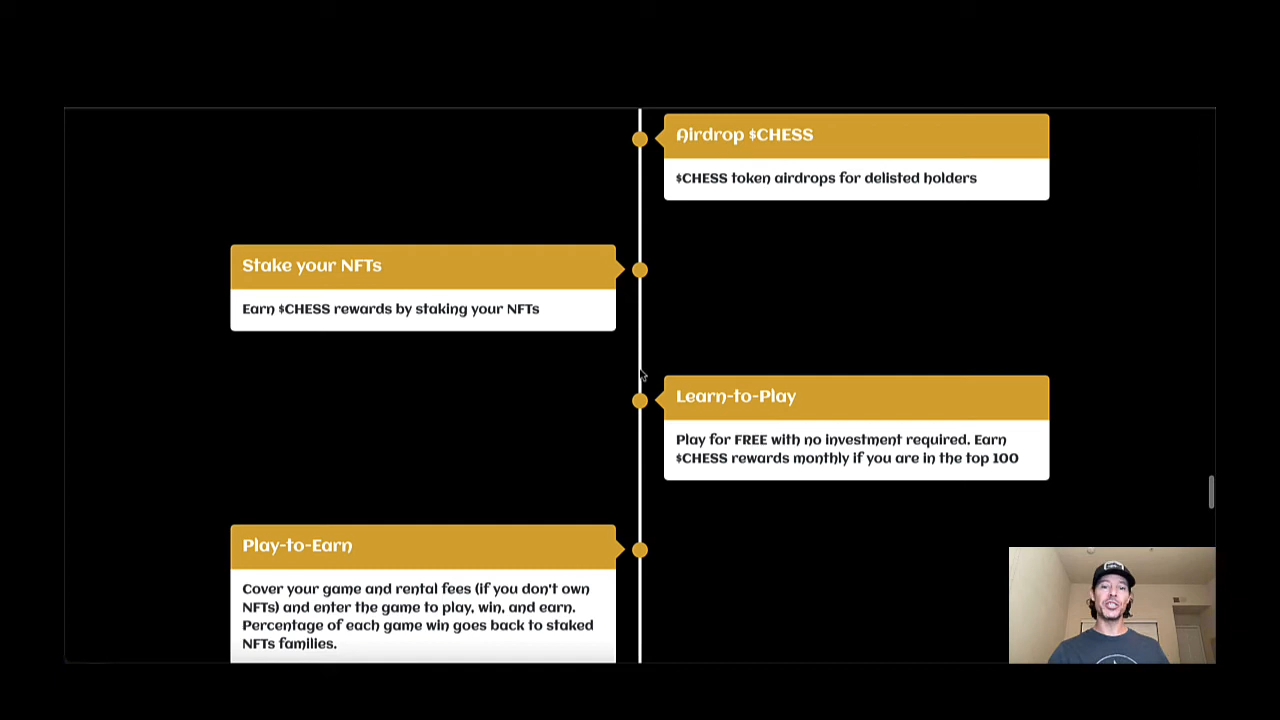 Airdrop $CHESS
$CHESS token airdrops for delisted holders
Stake your NFTs
Earn $CHESS rewards by staking your NFTs
Learn-to-Play
Play for FREE with no investment required. Earn
$CHESS rewards monthly if you are in the top 100
Play-to-Earn
Cover your game and rental fees (if you don't own
NFTs) and enter the game to play, win, and earn.
Percentage of each game win goes back to staked
NFTs families.